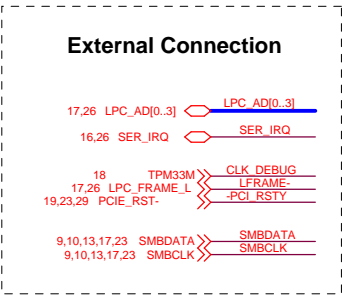 External Connection
17,26 LPC_AD[0..3] LPC_AD[0..3]
16,26 SER_IRQ SER_IRQ
18 TPM33M CLK_DEBUG
17,26 LPC_FRAME_L LFRAME-
19,23,29 PCIE_RST- -PCI_RSTY
9,10,13,17,23 SMBDATA SMBDATA
9,10,13,17,23 SMBCLK SMBCLK